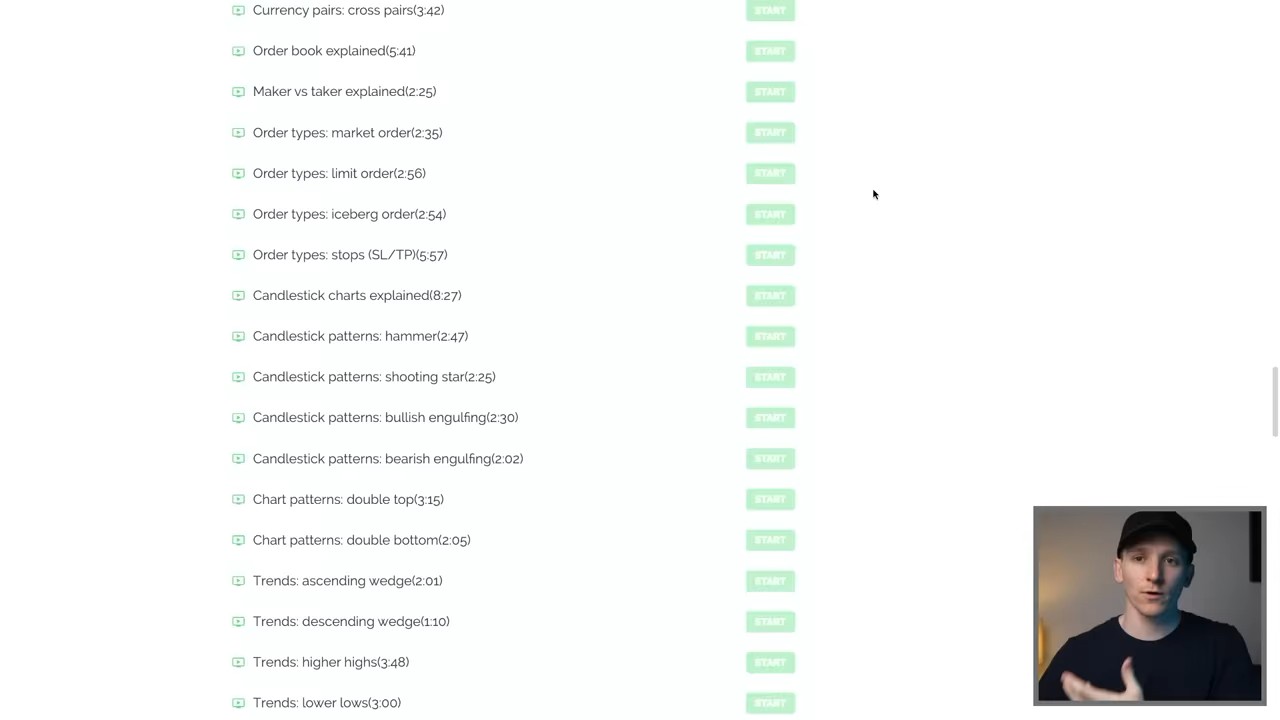 Currency pairs: cross pairs(3:42) START
Order book explained(5:41) START
Maker vs taker explained(2:25) START
Order types: market order(2:35) START
Order types: limit order(2:56) START
Order types: iceberg order(2:54) START
Order types: stops (SL/TP)(5:57) START
Candlestick charts explained(8:27) START
Candlestick patterns: hammer(2:47) START
Candlestick patterns: shooting star(2:25) START
Candlestick patterns: bullish engulfing(2:30) START
Candlestick patterns: bearish engulfing(2:02) START
Chart patterns: double top(3:15) START
Chart patterns: double bottom(2:05) START
Trends: ascending wedge(2:01) START
Trends: descending wedge(1:10) START
Trends: higher highs(3:48) START
Trends: lower lows(3:00) START